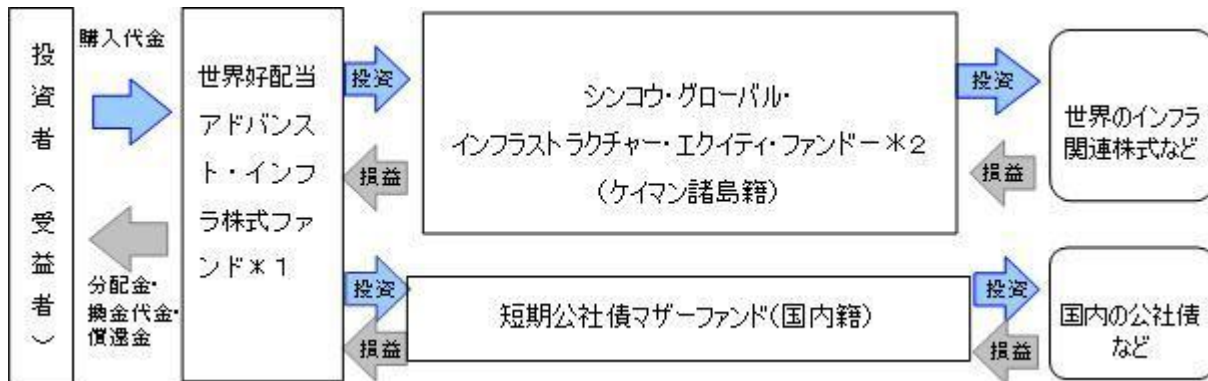 投資者（受益者）
購入代金
分配金・
換金代金・
償還金
世界好配当
アドバンス
ト・インフ
ラ株式ファ
ンド＊１
投資
損益
投資
損益
シンコウ・グローバル・
インフラストラクチャー・エクイティ・ファンドー＊２
（ケイマン諸島籍）
短期公社債マザーファンド（国内籍）
投資
損益
投資
損益
世界のインフラ
関連株式など
国内の公社債
など